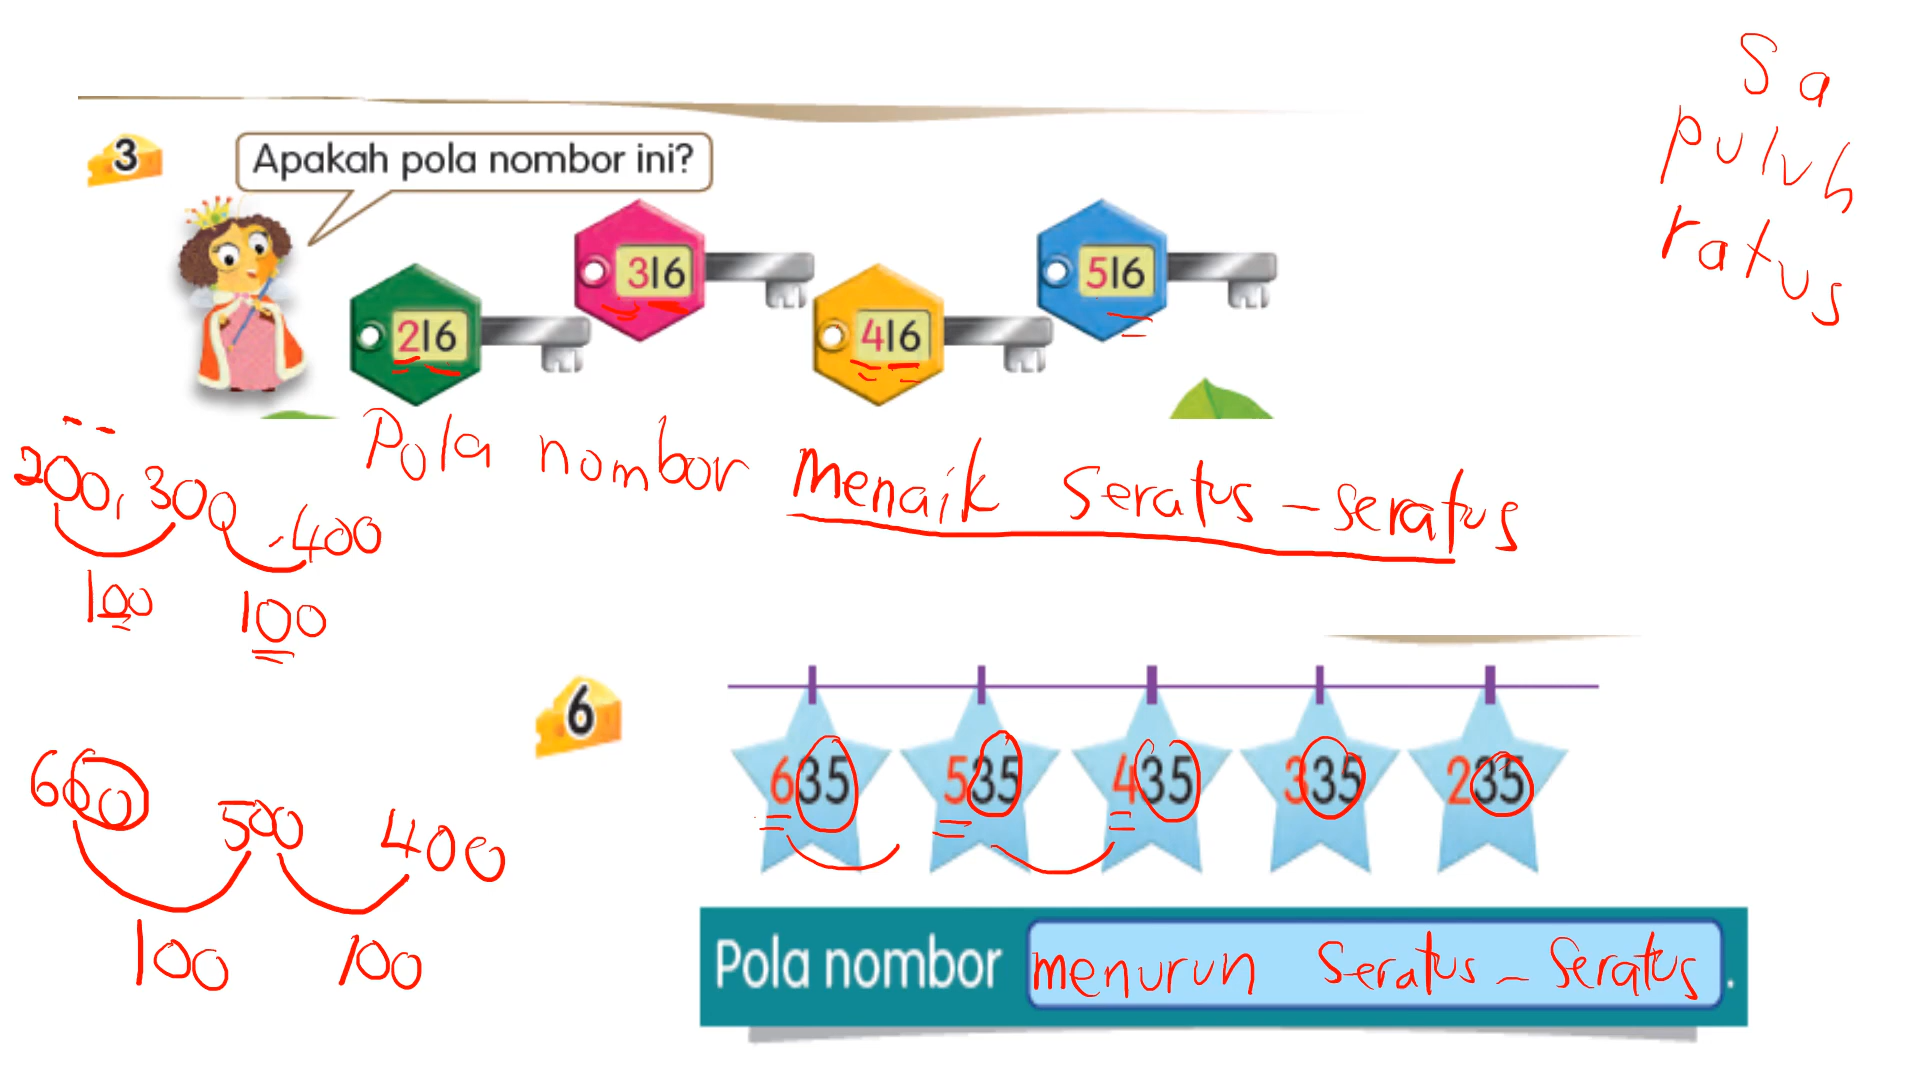 Sa
puluh
ratus
3
Apakah pola nombor ini?
216
316
416
516
Pola nombor menaik Seratus - seratus
200, 300, 400
100 100
6
635 535 435 335 235
600 500 400
100 100
Pola nombor menurun Seratus - Seratus.